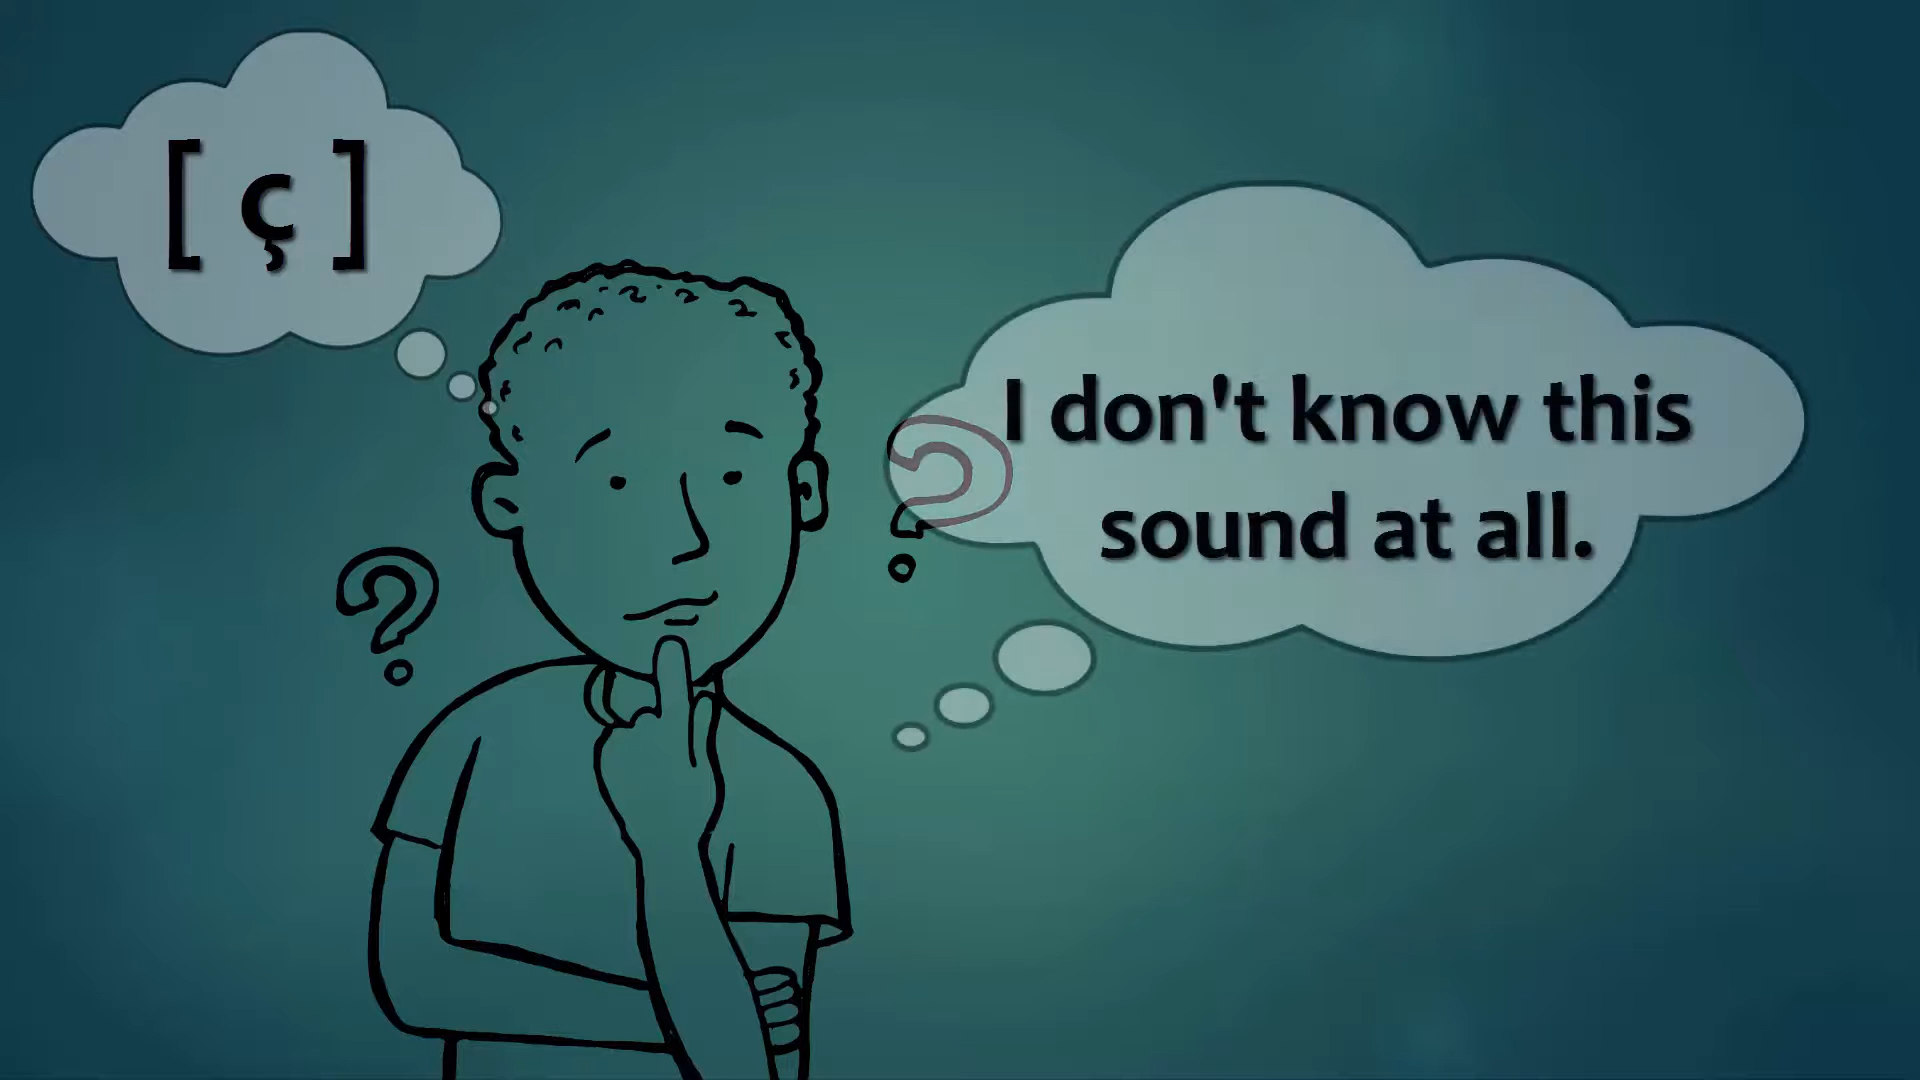 [ ç ]
I don't know this
sound at all.
? ?